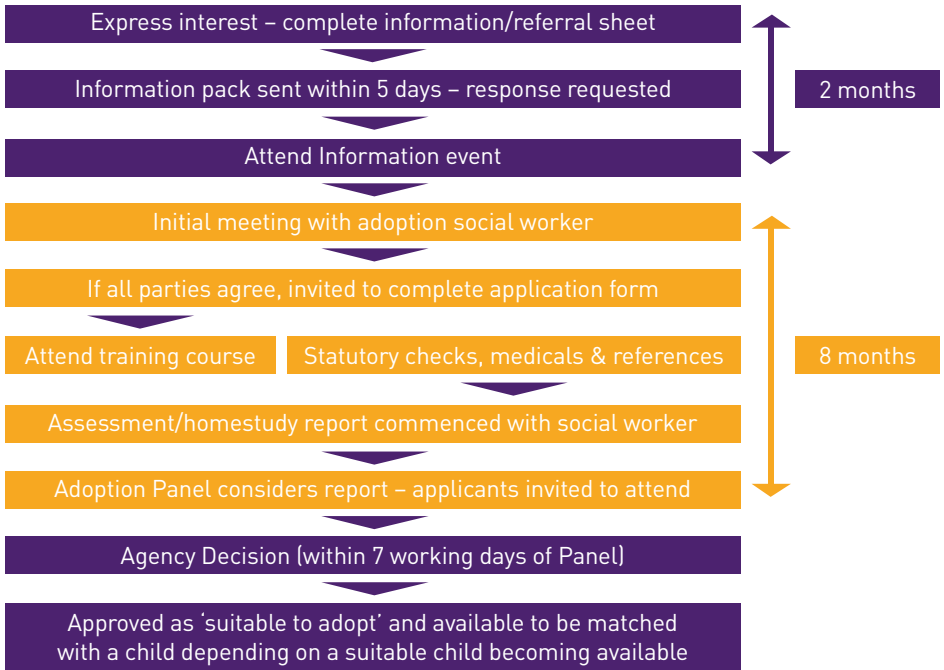 Express interest – complete information/referral sheet
Information pack sent within 5 days – response requested
2 months
Attend Information event
Initial meeting with adoption social worker
If all parties agree, invited to complete application form
Attend training course
Statutory checks, medicals & references
8 months
Assessment/homestudy report commenced with social worker
Adoption Panel considers report – applicants invited to attend
Agency Decision (within 7 working days of Panel)
Approved as ‘suitable to adopt’ and available to be matched
with a child depending on a suitable child becoming available